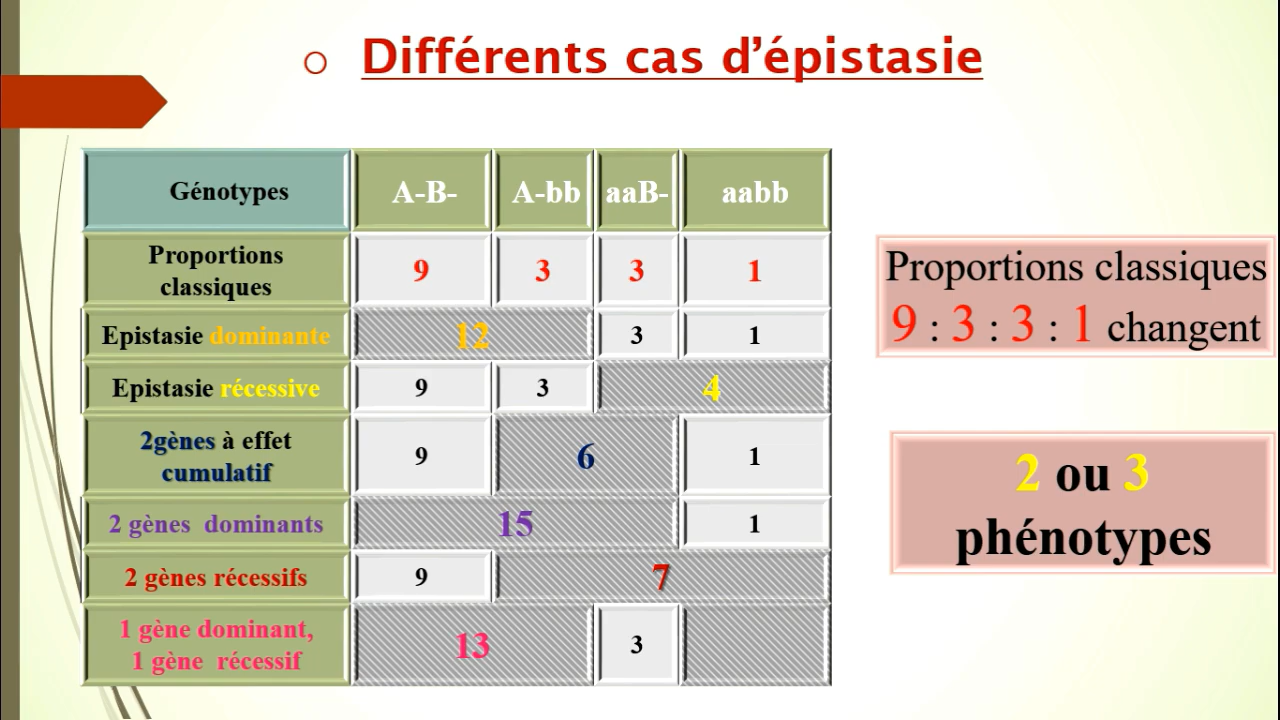 o Différents cas d’épistasie
Génotypes A-B- A-bb aaB- aabb
Proportions
classiques 9 3 3 1
Epistasie dominante 12 3 1
Epistasie récessive 9 3 4
2gènes à effet
cumulatif 9 6 1
2 gènes dominants 15 1
2 gènes récessifs 9 7
1 gène dominant,
1 gène récessif 13 3
Proportions classiques
9 : 3 : 3 : 1 changent
2 ou 3
phénotypes